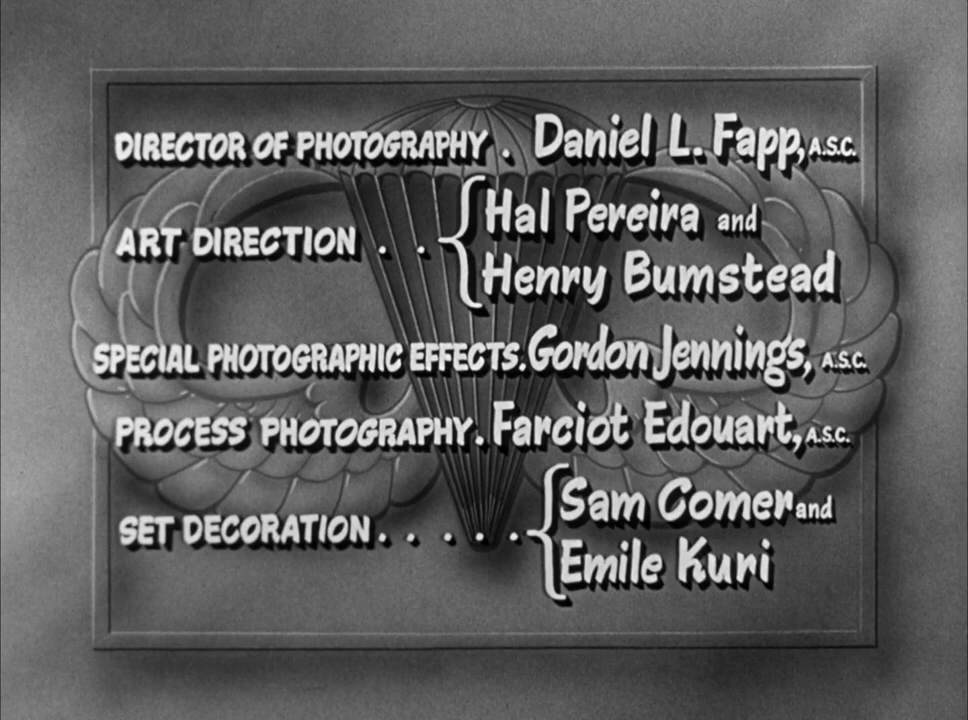 DIRECTOR OF PHOTOGRAPHY . Daniel L. Fapp, A.S.C.
ART DIRECTION . . { Hal Pereira and
Henry Bumstead
SPECIAL PHOTOGRAPHIC EFFECTS. Gordon Jennings, A.S.C.
PROCESS PHOTOGRAPHY. Farciot Edouart, A.S.C.
SET DECORATION. . . . . { Sam Comer and
Emile Kuri